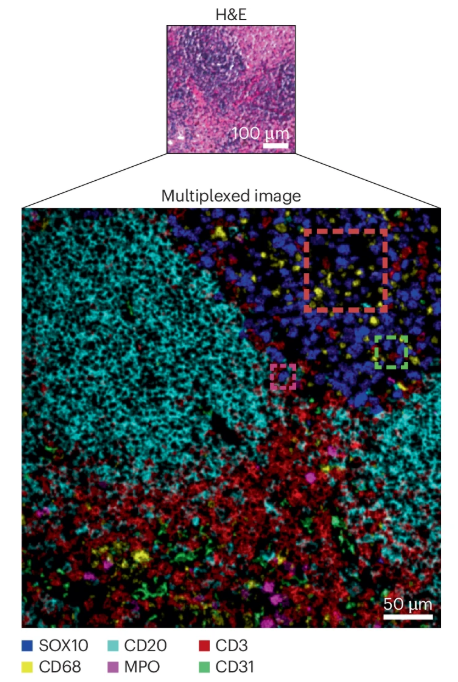 H&E
100 μm
Multiplexed image
50 μm
SOX10 CD20 CD3
CD68 MPO CD31